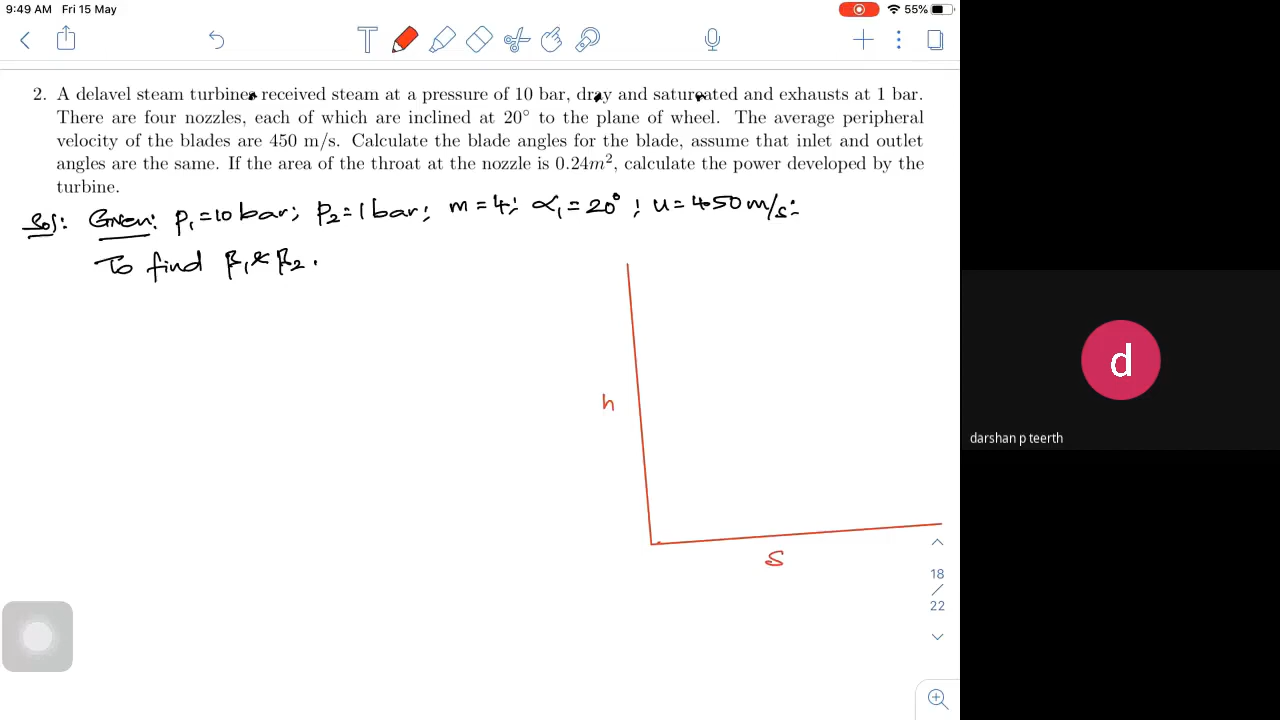 9:49 AM Fri 15 May
55%
2. A delavel steam turbines received steam at a pressure of 10 bar, dray and saturnated and exhausts at 1 bar.
There are four nozzles, each of which are inclined at 20° to the plane of wheel. The average peripheral
velocity of the blades are 450 m/s. Calculate the blade angles for the blade, assume that inlet and outlet
angles are the same. If the area of the throat at the nozzle is 0.24m², calculate the power developed by the
turbine.
Sol: Given: p₁=10 bar; p₂=1 bar; m=4; α₁=20°; u=450 m/s:
To find β₁ & β₂.
h
S
18
/
22
d
darshan p teerth